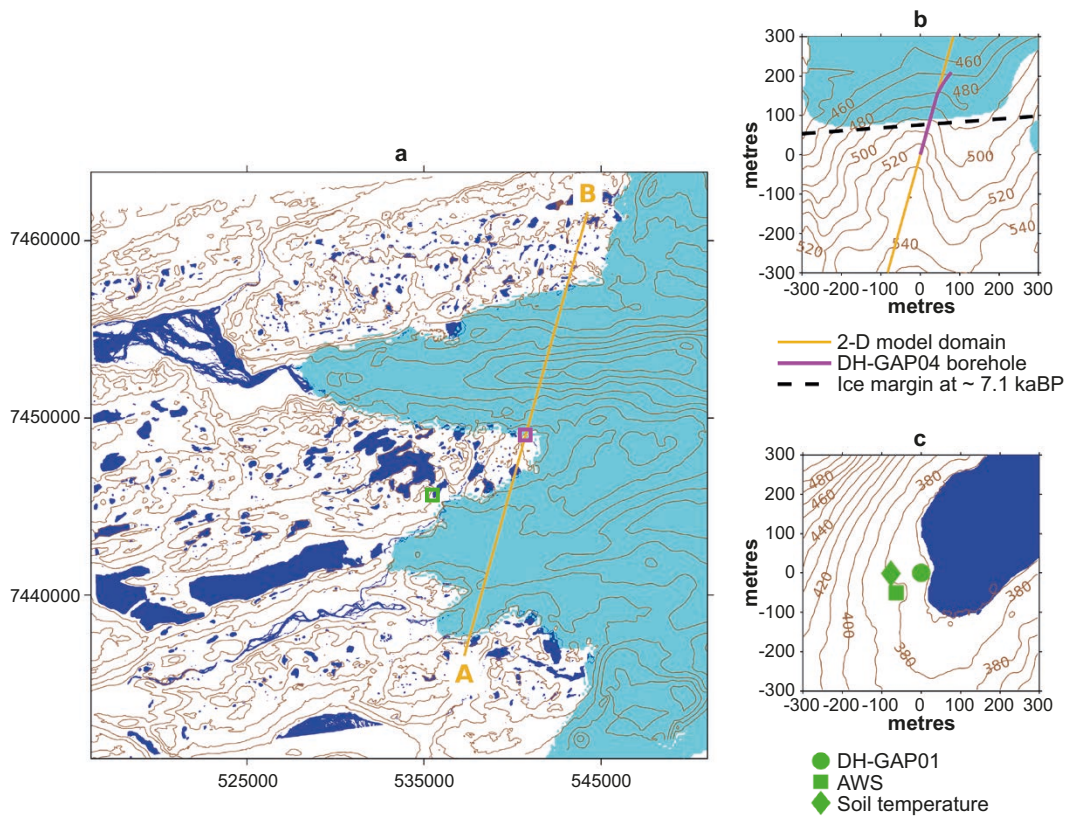 a
B
A
7460000
7450000
7440000
525000
535000
545000
b
300
200
100
0
-100
-200
-300
metres
460
480
460
480
500
520
500
520
540
520
540
-300 -200 -100 0 100 200 300
metres
2-D model domain
DH-GAP04 borehole
Ice margin at ~ 7.1 kaBP
c
300
200
100
0
-100
-200
-300
metres
480
460
440
420
400
380
380
380
380
-300 -200 -100 0 100 200 300
metres
DH-GAP01
AWS
Soil temperature